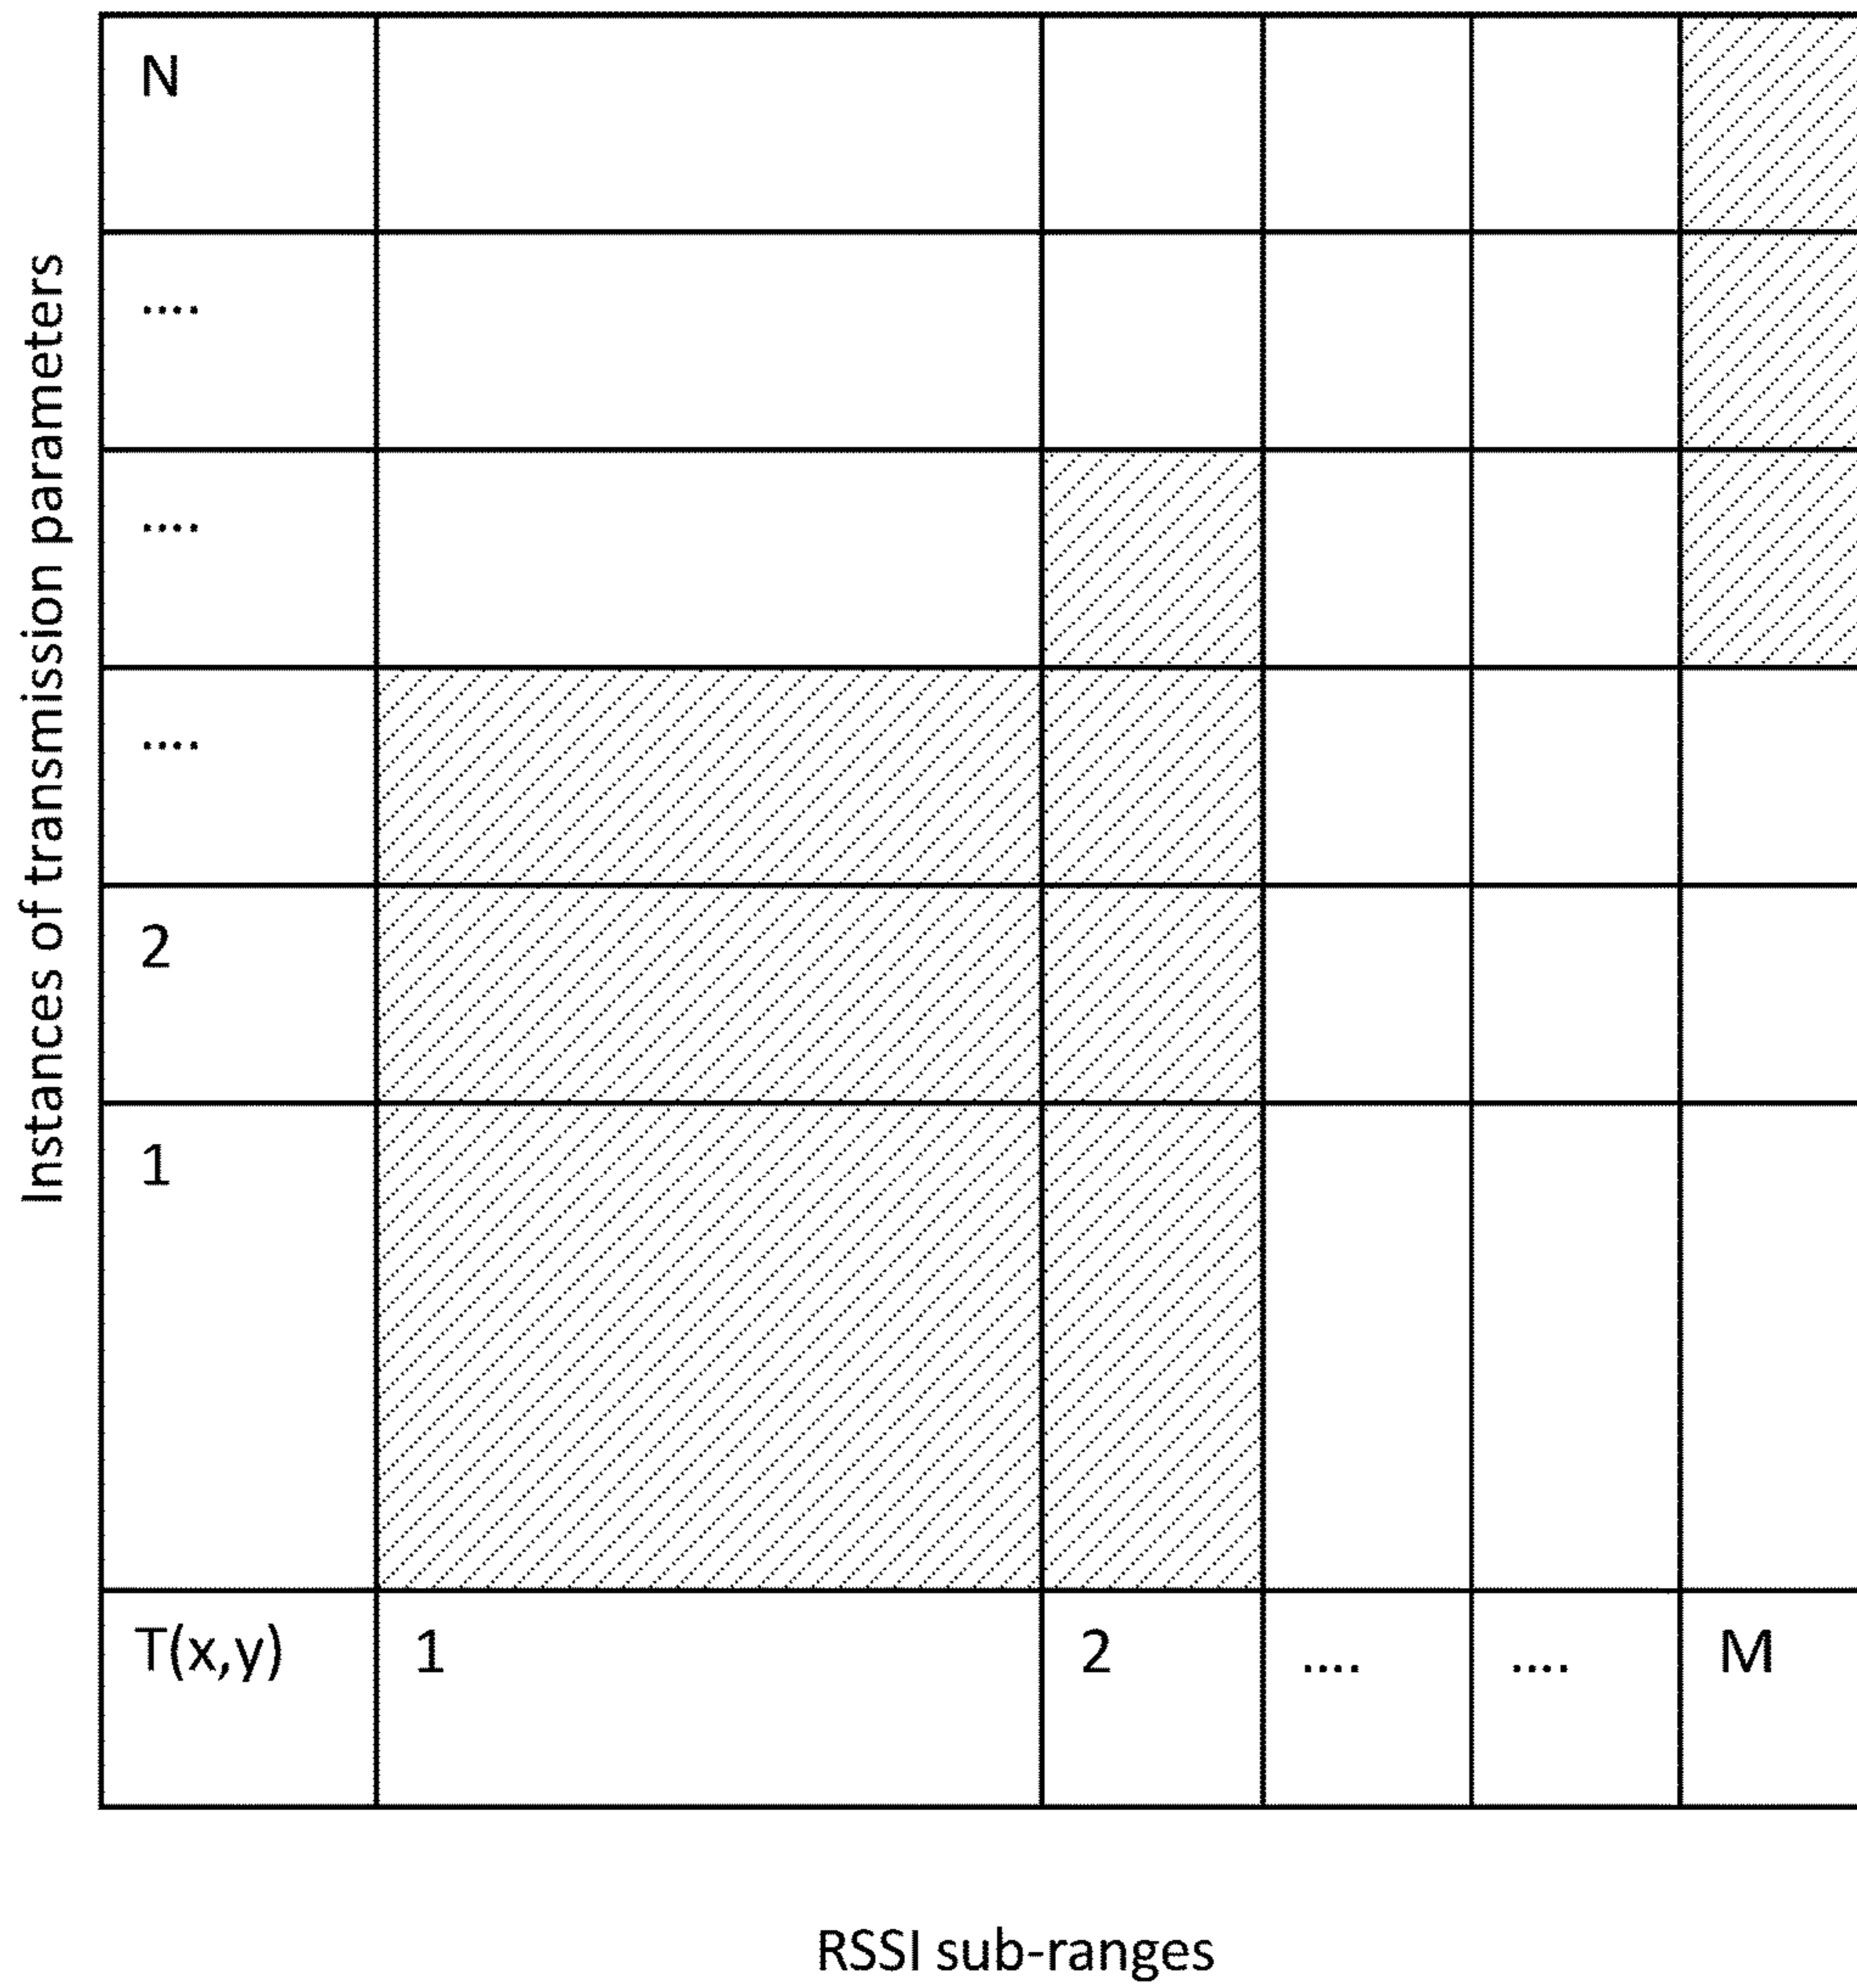 Instances of transmission parameters
N
....
....
....
2
1
T(x,y) 1 2 .... .... M
RSSI sub-ranges